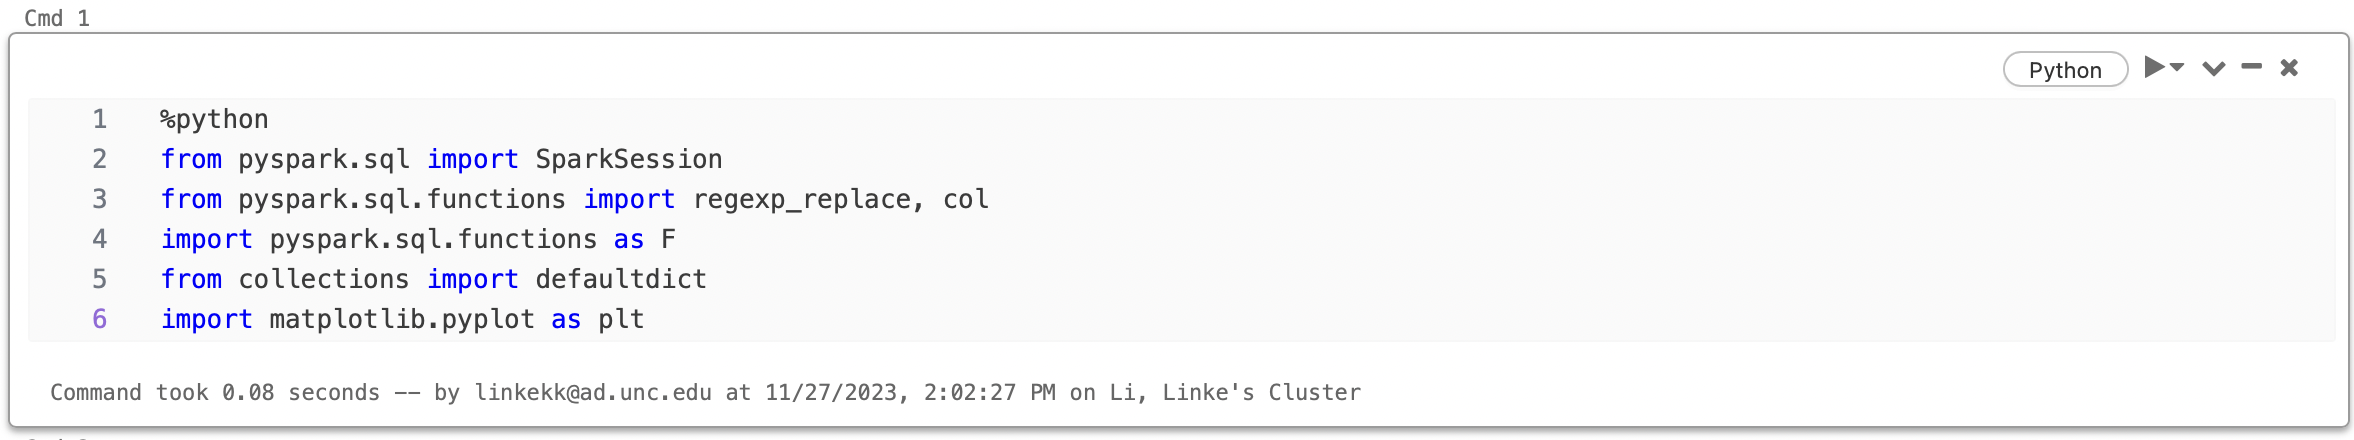 Cmd 1
Python
1 %python
2 from pyspark.sql import SparkSession
3 from pyspark.sql.functions import regexp_replace, col
4 import pyspark.sql.functions as F
5 from collections import defaultdict
6 import matplotlib.pyplot as plt
Command took 0.08 seconds -- by linkekk@ad.unc.edu at 11/27/2023, 2:02:27 PM on Li, Linke's Cluster